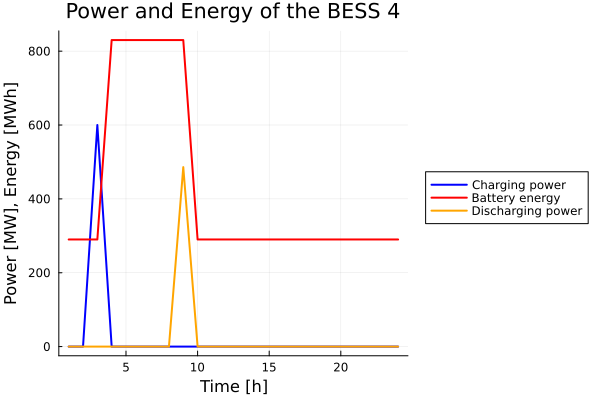 Power and Energy of the BESS 4
Power [MW], Energy [MWh]
800
600
400
200
0
5
10
15
20
Time [h]
Charging power
Battery energy
Discharging power